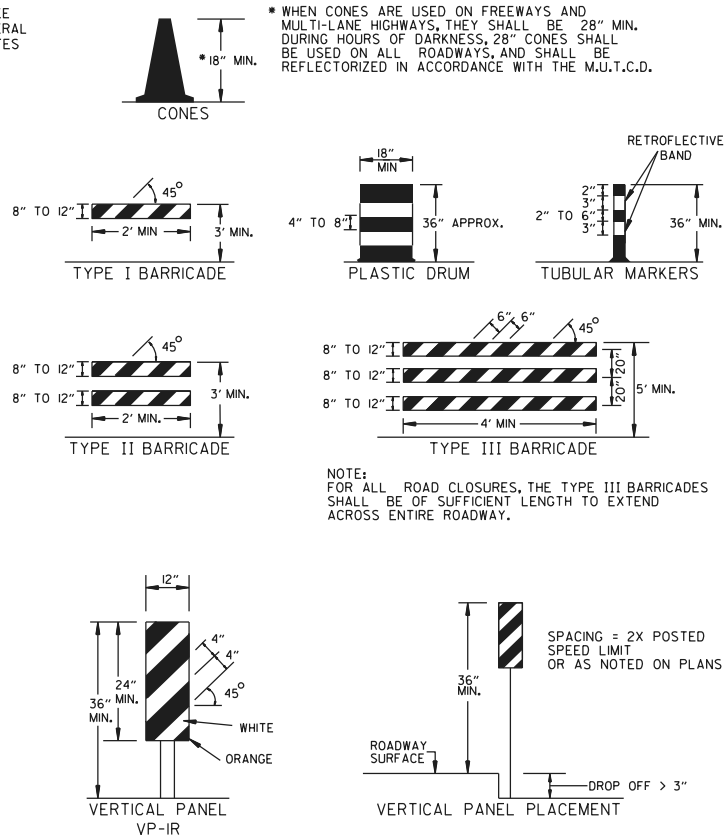 * WHEN CONES ARE USED ON FREEWAYS AND
MULTI-LANE HIGHWAYS, THEY SHALL BE 28" MIN.
DURING HOURS OF DARKNESS, 28" CONES SHALL
BE USED ON ALL ROADWAYS, AND SHALL BE
REFLECTORIZED IN ACCORDANCE WITH THE M.U.T.C.D.
* 18" MIN.
CONES
45°
8" TO 12"
2' MIN
3' MIN.
TYPE I BARRICADE
18"
MIN
4" TO 8"
36" APPROX.
PLASTIC DRUM
RETROFLECTIVE
BAND
2"
3"
2" TO 6"
3"
36" MIN.
TUBULAR MARKERS
45°
8" TO 12"
8" TO 12"
2' MIN.
3' MIN.
TYPE II BARRICADE
6" 6"
45°
8" TO 12"
8" TO 12"
8" TO 12"
20"
20"
5' MIN.
4' MIN
TYPE III BARRICADE
NOTE:
FOR ALL ROAD CLOSURES, THE TYPE III BARRICADES
SHALL BE OF SUFFICIENT LENGTH TO EXTEND
ACROSS ENTIRE ROADWAY.
12"
4"
4"
45°
24"
MIN.
36"
MIN.
WHITE
ORANGE
VERTICAL PANEL
VP-IR
36"
MIN.
SPACING = 2X POSTED
SPEED LIMIT
OR AS NOTED ON PLANS
ROADWAY
SURFACE
DROP OFF > 3"
VERTICAL PANEL PLACEMENT